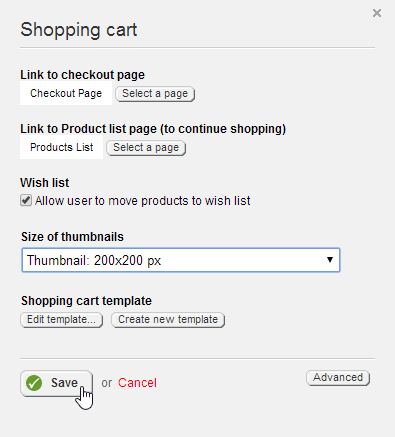 Shopping cart
Link to checkout page
Checkout Page Select a page
Link to Product list page (to continue shopping)
Products List Select a page
Wish list
Allow user to move products to wish list
Size of thumbnails
Thumbnail: 200x200 px
Shopping cart template
Edit template... Create new template
Save or Cancel Advanced